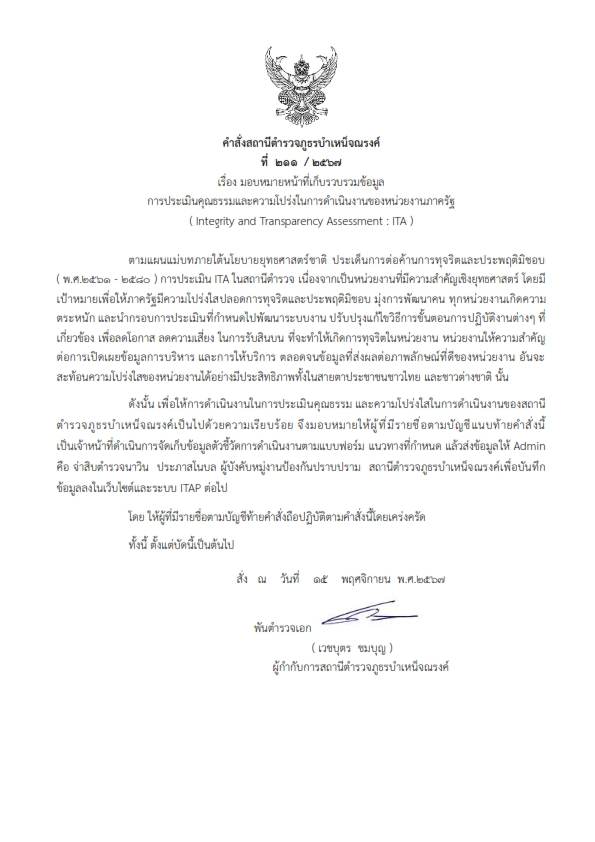 คำสั่งสถานีตำรวจภูธรบำเหน็จณรงค์
ที่ ๒๑๑ / ๒๕๖๗
เรื่อง มอบหมายหน้าที่เก็บรวบรวมข้อมูล
การประเมินคุณธรรมและความโปร่งในการดำเนินงานของหน่วยงานภาครัฐ
( Integrity and Transparency Assessment : ITA )
ตามแผนแม่บทภายใต้นโยบายยุทธศาสตร์ชาติ ประเด็นการต่อค้านการทุจริตและประพฤติมิชอบ
( พ.ศ.๒๕๖๑ - ๒๕๘๐ ) การประเมิน ITA ในสถานีตำรวจ เนื่องจากเป็นหน่วยงานที่มีความสำคัญเชิงยุทธศาสตร์ โดยมี
เป้าหมายเพื่อให้ภาครัฐมีความโปร่งใสปลอดการทุจริตและประพฤติมิชอบ มุ่งการพัฒนาคน ทุกหน่วยงานเกิดความ
ตระหนัก และนำกรอบการประเมินที่กำหนดไปพัฒนาระบบงาน ปรับปรุงแก้ไขวิธีการขั้นตอนการปฏิบัติงานต่างๆ ที่
เกี่ยวข้อง เพื่อลดโอกาส ลดความเสี่ยง ในการรับสินบน ที่จะทำให้เกิดการทุจริตในหน่วยงาน หน่วยงานให้ความสำคัญ
ต่อการเปิดเผยข้อมูลการบริหาร และการให้บริการ ตลอดจนข้อมูลที่ส่งผลต่อภาพลักษณ์ที่ดีของหน่วยงาน อันจะ
สะท้อนความโปร่งใสของหน่วยงานได้อย่างมีประสิทธิภาพทั้งในสายตาประชาชนชาวไทย และชาวต่างชาติ นั้น
ดังนั้น เพื่อให้การดำเนินงานในการประเมินคุณธรรม และความโปร่งใสในการดำเนินงานของสถานี
ตำรวจภูธรบำเหน็จณรงค์เป็นไปด้วยความเรียบร้อย จึงมอบหมายให้ผู้ที่มีรายชื่อตามบัญชีแนบท้ายคำสั่งนี้
เป็นเจ้าหน้าที่ดำเนินการจัดเก็บข้อมูลตัวชี้วัดการดำเนินงานตามแบบฟอร์ม แนวทางที่กำหนด แล้วส่งข้อมูลให้ Admin
คือ จ่าสิบตำรวจนาวิน ประภาสโนบล ผู้บังคับหมู่งานป้องกันปราบปราม สถานีตำรวจภูธรบำเหน็จณรงค์เพื่อบันทึก
ข้อมูลลงในเว็บไซต์และระบบ ITAP ต่อไป
โดย ให้ผู้ที่มีรายชื่อตามบัญชีท้ายคำสั่งถือปฏิบัติตามคำสั่งนี้โดยเคร่งครัด
ทั้งนี้ ตั้งแต่บัดนี้เป็นต้นไป
สั่ง ณ วันที่ ๑๕ พฤศจิกายน พ.ศ.๒๕๖๗
พันตำรวจเอก
( เวชบุตร ชมบุญ )
ผู้กำกับการสถานีตำรวจภูธรบำเหน็จณรงค์